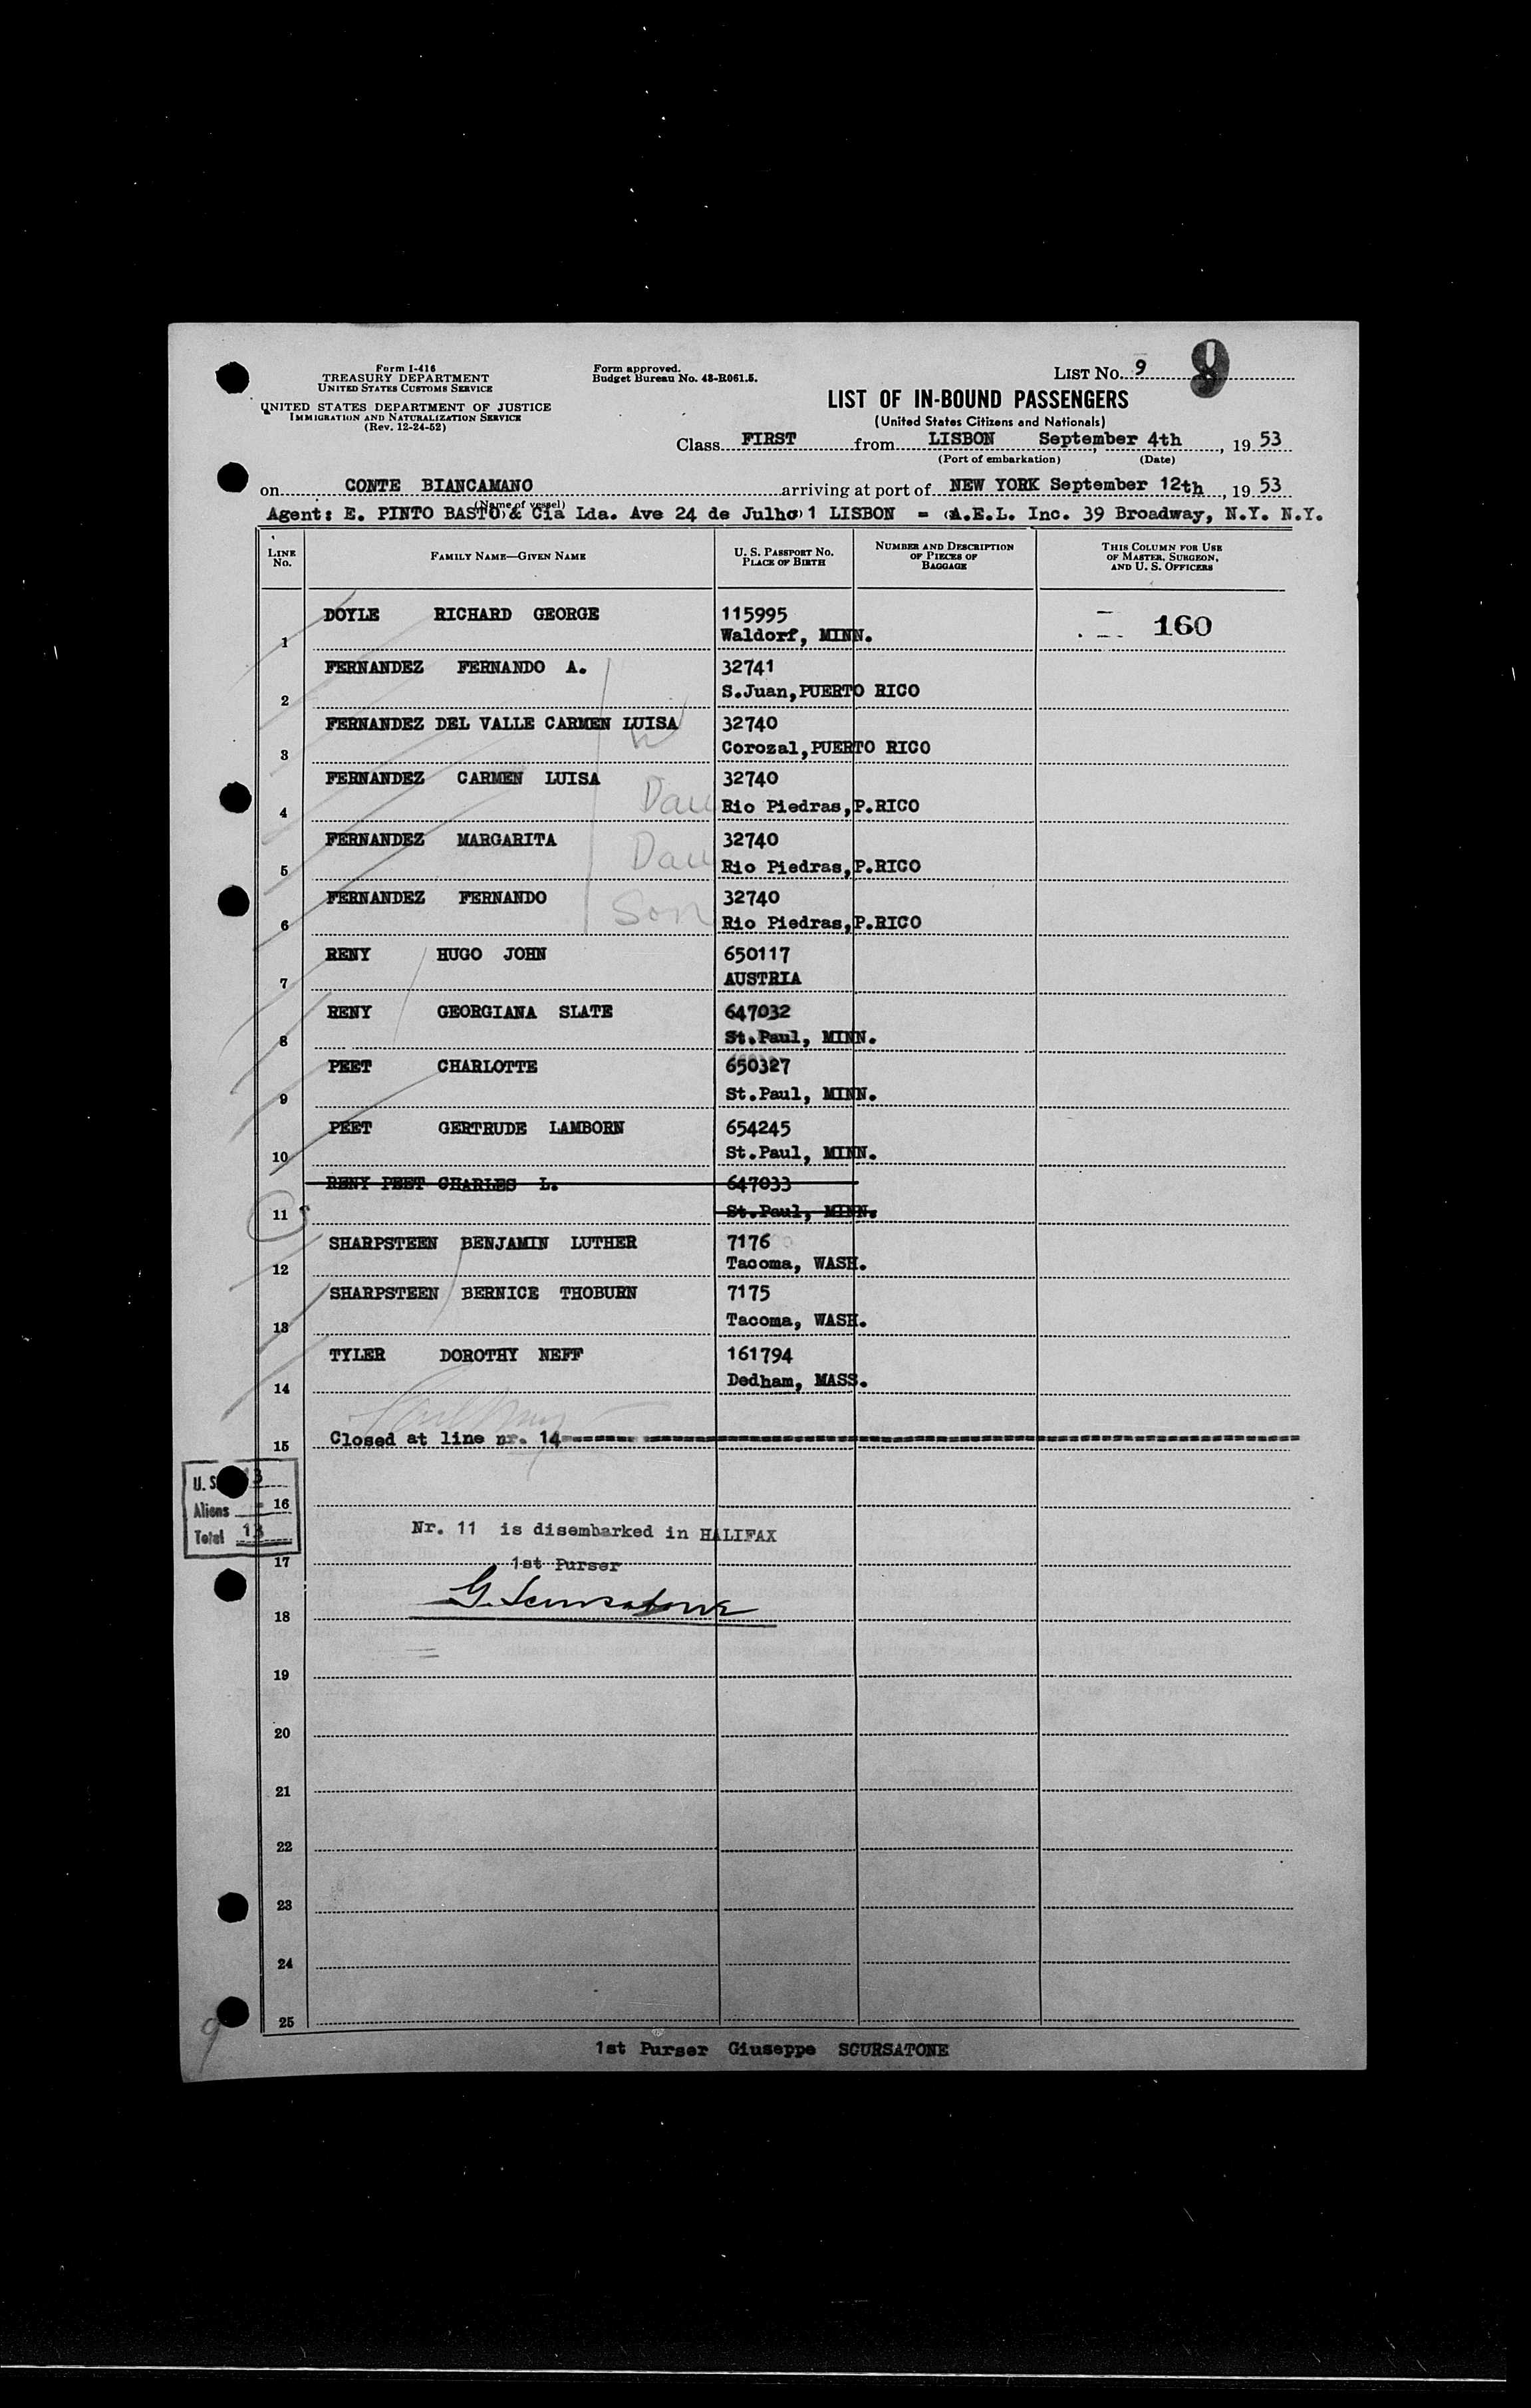 Form I-416
TREASURY DEPARTMENT
UNITED STATES CUSTOMS SERVICE
UNITED STATES DEPARTMENT OF JUSTICE
IMMIGRATION AND NATURALIZATION SERVICE
(Rev. 12-24-52)
Form approved.
Budget Bureau No. 43-R061.5.
LIST No. 9
LIST OF IN-BOUND PASSENGERS
(United States Citizens and Nationals)
Class FIRST from LISBON September 4th, 1953
(Port of embarkation) (Date)
on CONTE BIANCAMANO arriving at port of NEW YORK September 12th, 1953
(Name of vessel)
Agent: E. PINTO BASTO & Cia Lda. Ave 24 de Julho 1 LISBON = A.E.L. Inc. 39 Broadway, N.Y. N.Y.
LINE No. FAMILY NAME—GIVEN NAME U. S. PASSPORT NO. PLACE OF BIRTH NUMBER AND DESCRIPTION OF PIECES OF BAGGAGE THIS COLUMN FOR USE OF MASTER, SURGEON, AND U. S. OFFICERS
DOYLE RICHARD GEORGE 115995 160
1 Waldorf, MINN.
FERNANDEZ FERNANDO A. 32741
2 S.Juan,PUERTO RICO
FERNANDEZ DEL VALLE CARMEN LUISA 32740
3 W Corozal,PUERTO RICO
FERNANDEZ CARMEN LUISA 32740
4 Dau Rio Piedras,P.RICO
FERNANDEZ MARGARITA 32740
5 Dau Rio Piedras,P.RICO
FERNANDEZ FERNANDO 32740
6 Son Rio Piedras,P.RICO
RENY HUGO JOHN 650117
7 AUSTRIA
RENY GEORGIANA SLATE 647032
8 St.Paul, MINN.
PEET CHARLOTTE 650327
9 St.Paul, MINN.
PEET GERTRUDE LAMBORN 654245
10 St.Paul, MINN.
RENY PEET CHARLES L. 647033
11 St.Paul, MINN.
SHARPSTEEN BENJAMIN LUTHER 7176
12 Tacoma, WASH.
SHARPSTEEN BERNICE THOBURN 7175
13 Tacoma, WASH.
TYLER DOROTHY NEFF 161794
14 Dedham, MASS.
15 Closed at line nr. 14
U. S. 13
Aliens -
Total 13
16
Nr. 11 is disembarked in HALIFAX
17 1st Purser
G. Scursatone
18
19
20
21
22
23
24
25
9
1st Purser Giuseppe SCURSATONE